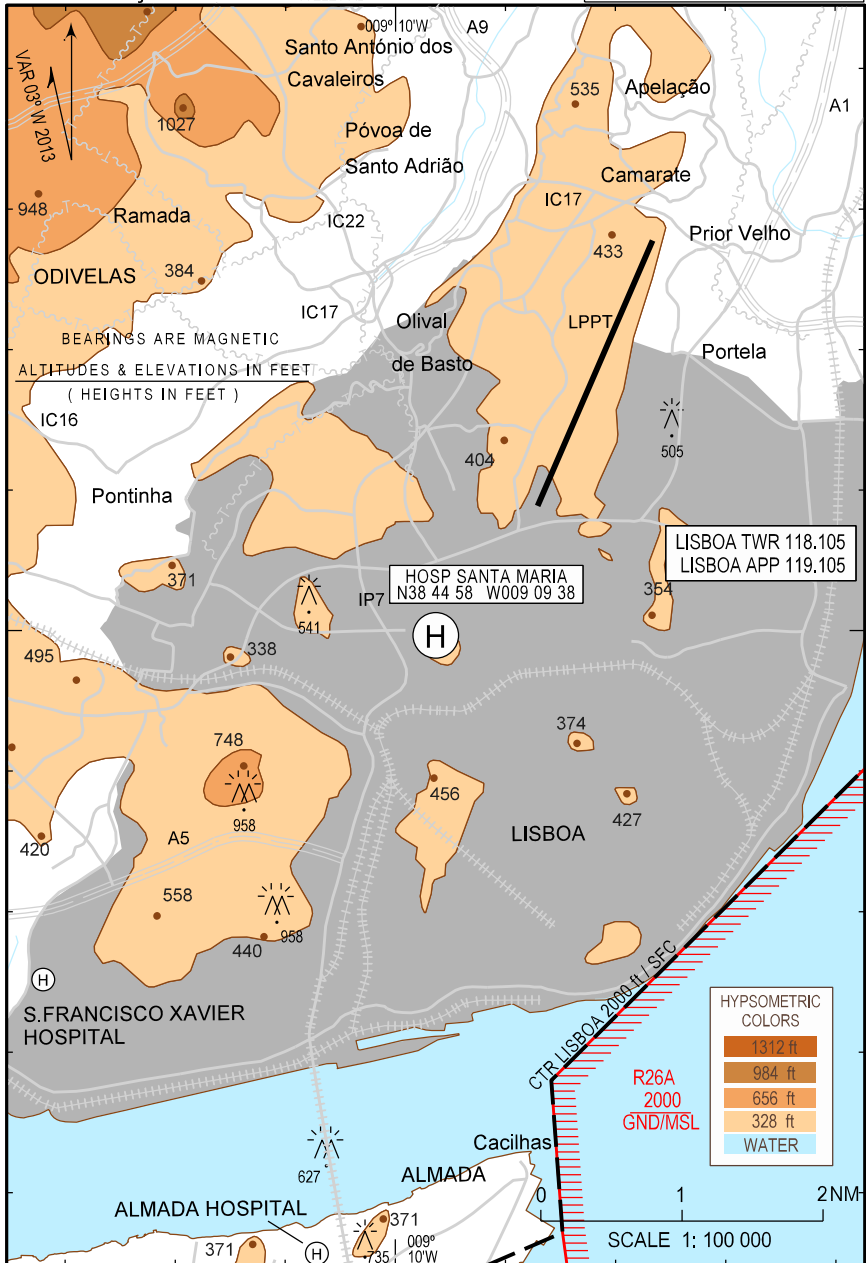 009º 10'W
A9
Santo António dos
Cavaleiros
VAR 03º W 2013
535
Apelação
A1
1027
Póvoa de
Santo Adrião
Camarate
948
Ramada
IC17
IC22
433
Prior Velho
ODIVELAS
384
IC17
Olival
de Basto
LPPT
Portela
BEARINGS ARE MAGNETIC
ALTITUDES & ELEVATIONS IN FEET
( HEIGHTS IN FEET )
IC16
404
505
Pontinha
LISBOA TWR 118.105
LISBOA APP 119.105
371
HOSP SANTA MARIA
N38 44 58 W009 09 38
IP7
354
541
H
495
338
374
748
456
958
427
LISBOA
A5
420
558
440
958
H
S.FRANCISCO XAVIER
HOSPITAL
CTR LISBOA 2000 ft / SFC
HYPSOMETRIC
COLORS
1312 ft
984 ft
656 ft
328 ft
WATER
R26A
2000
GND/MSL
Cacilhas
627
ALMADA
0 1 2NM
ALMADA HOSPITAL
371
371
H
735
009º
10'W
SCALE 1: 100 000